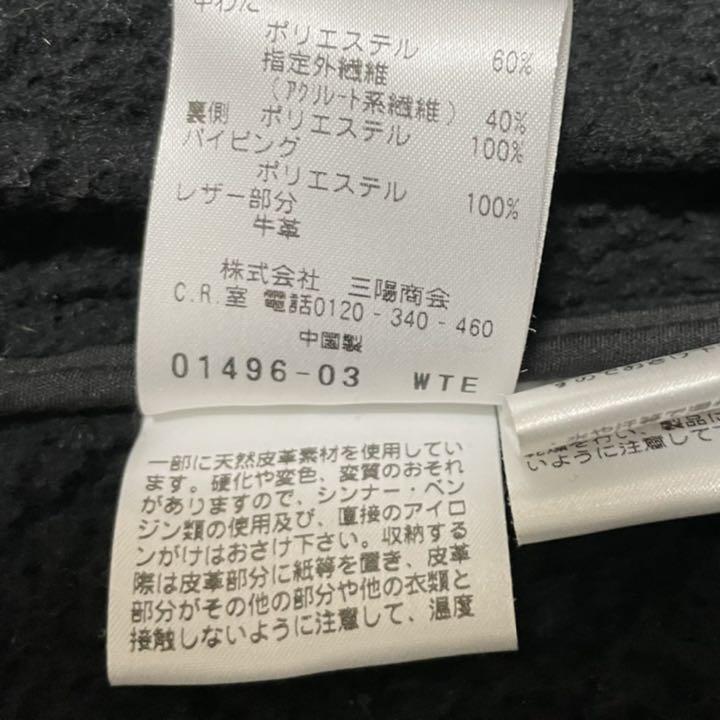 中わた
ポリエステル 60%
指定外繊維
(アクリレート系繊維) 40%
裏側 ポリエステル 100%
パイピング
ポリエステル 100%
レザー部分
牛革
株式会社 三陽商会
C.R.室 電話0120-340-460
中国製
01496-03 WTE
一部に天然皮革素材を使用してい
ます。硬化や変色、変質のおそれ
がありますので、シンナー・ベン
ジン類の使用及び、直接のアイロ
ンがけはおさけ下さい。収納する
際は皮革部分に紙等を置き、皮革
部分がその他の部分や他の衣類と
接触しないように注意して、温度
いように注意して